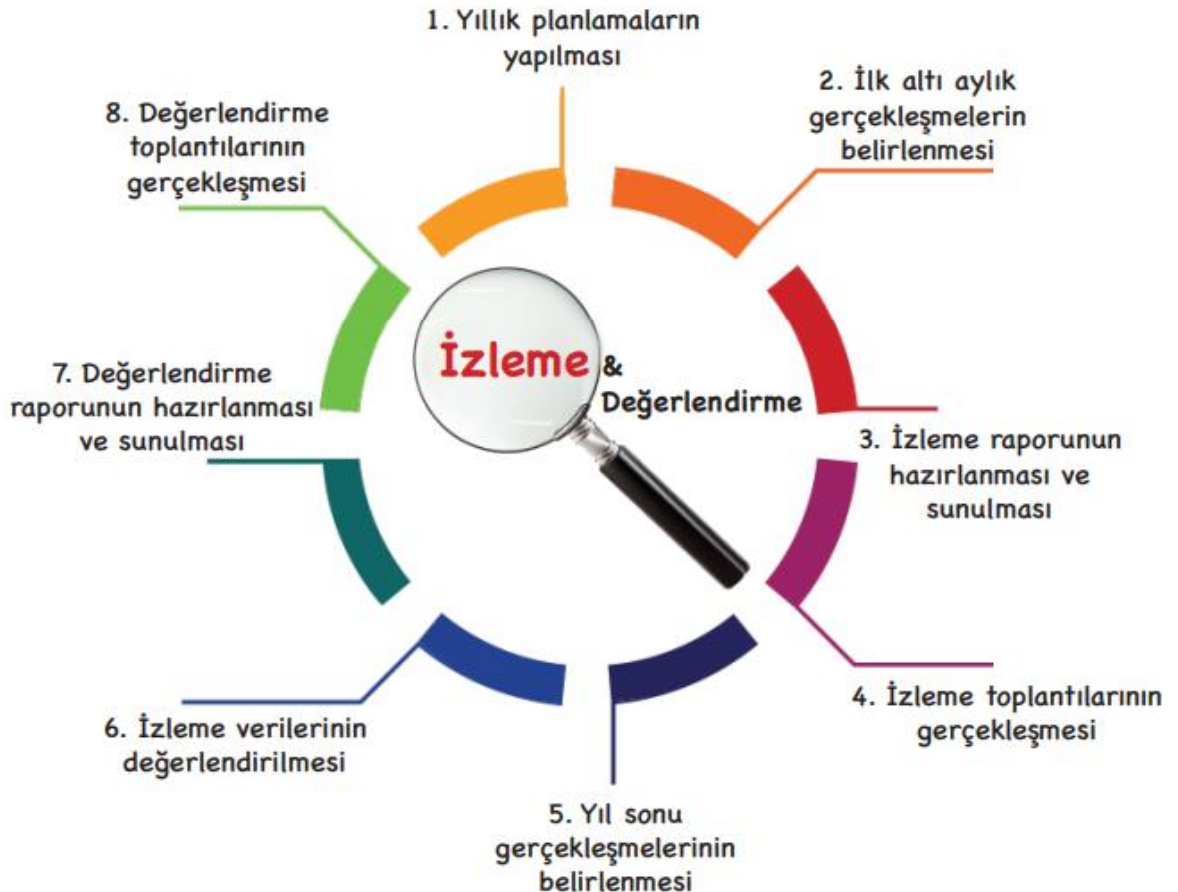 1. Yıllık planlamaların
yapılması
2. İlk altı aylık
gerçekleşmelerin
belirlenmesi
3. İzleme raporunun
hazırlanması ve
sunulması
4. İzleme toplantılarının
gerçekleşmesi
5. Yıl sonu
gerçekleşmelerinin
belirlenmesi
6. İzleme verilerinin
değerlendirilmesi
7. Değerlendirme
raporunun hazırlanması
ve sunulması
8. Değerlendirme
toplantılarının
gerçekleşmesi
İzleme &
Değerlendirme